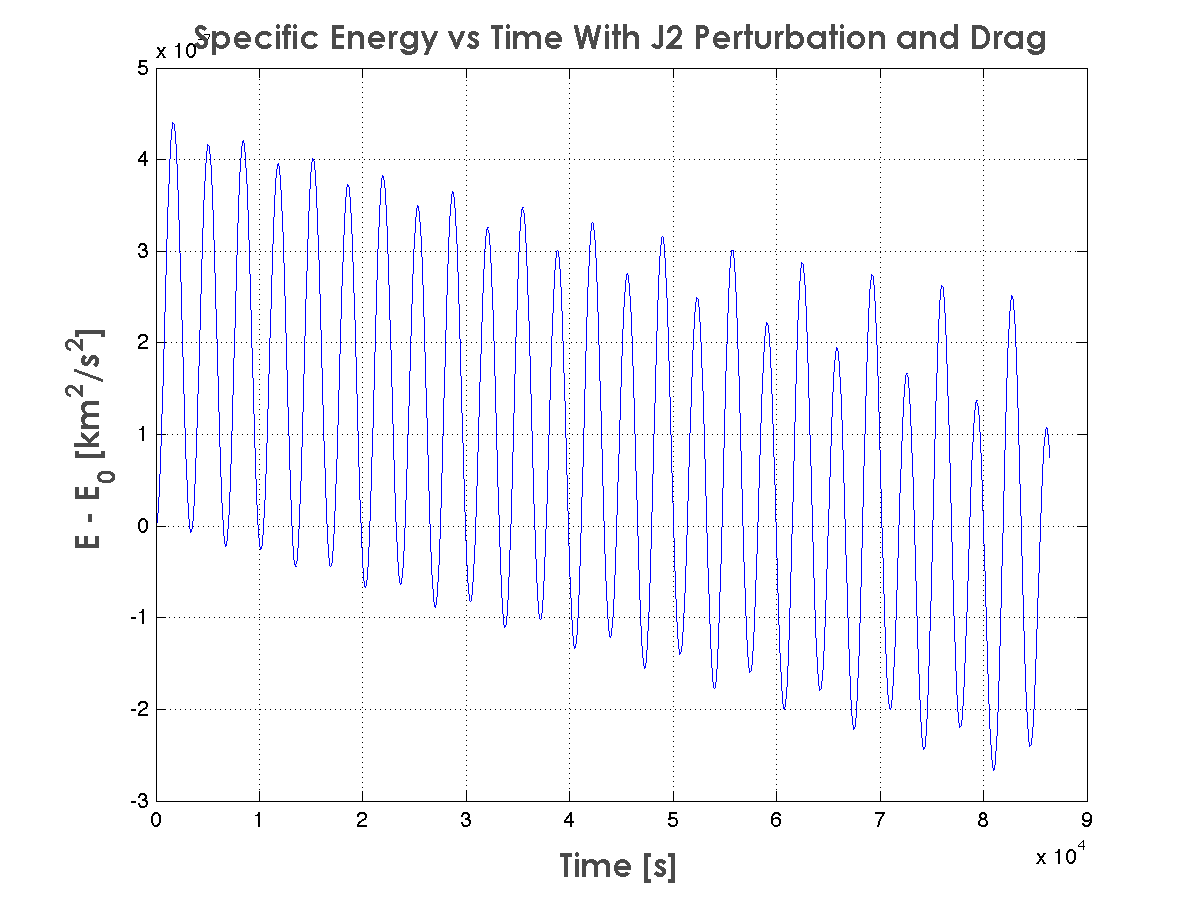 Specific Energy vs Time With J2 Perturbation and Drag
x 10
5
4
3
2
1
0
-1
-2
-3
E - E₀ [km²/s²]
0 1 2 3 4 5 6 7 8 9
x 10⁴
Time [s]